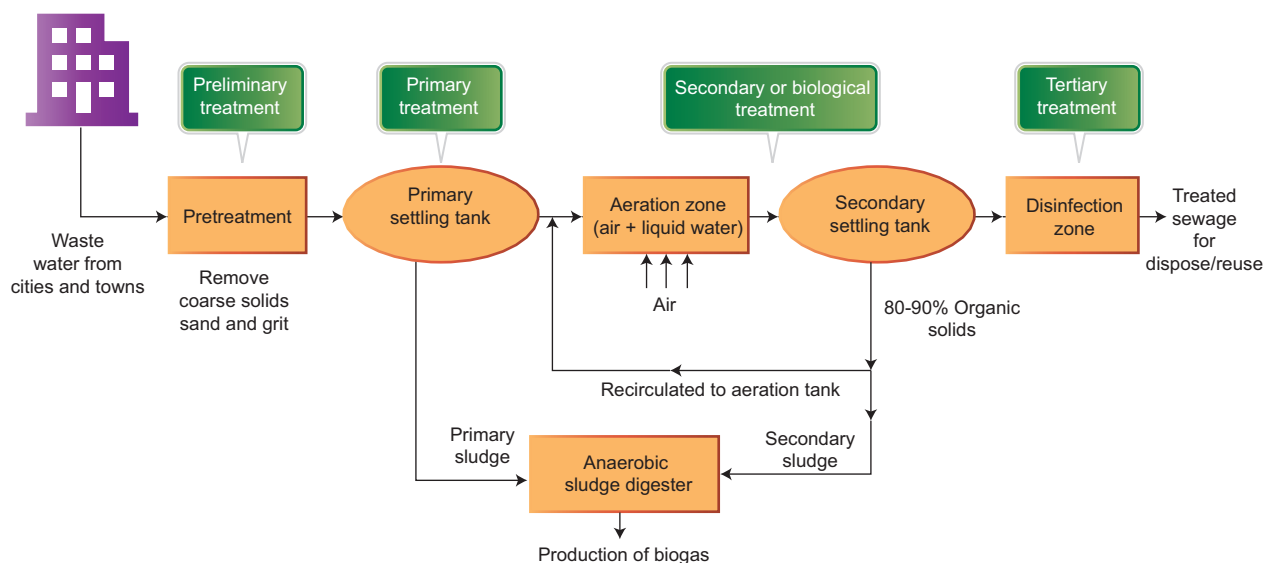 Preliminary
treatment
Primary
treatment
Secondary or biological
treatment
Tertiary
treatment
Pretreatment
Primary
settling tank
Aeration zone
(air + liquid water)
Secondary
settling tank
Disinfection
zone
Treated
sewage
for
dispose/reuse
Waste
water from
cities and towns
Remove
coarse solids
sand and grit
Air
80-90% Organic
solids
Recirculated to aeration tank
Primary
sludge
Secondary
sludge
Anaerobic
sludge digester
Production of biogas